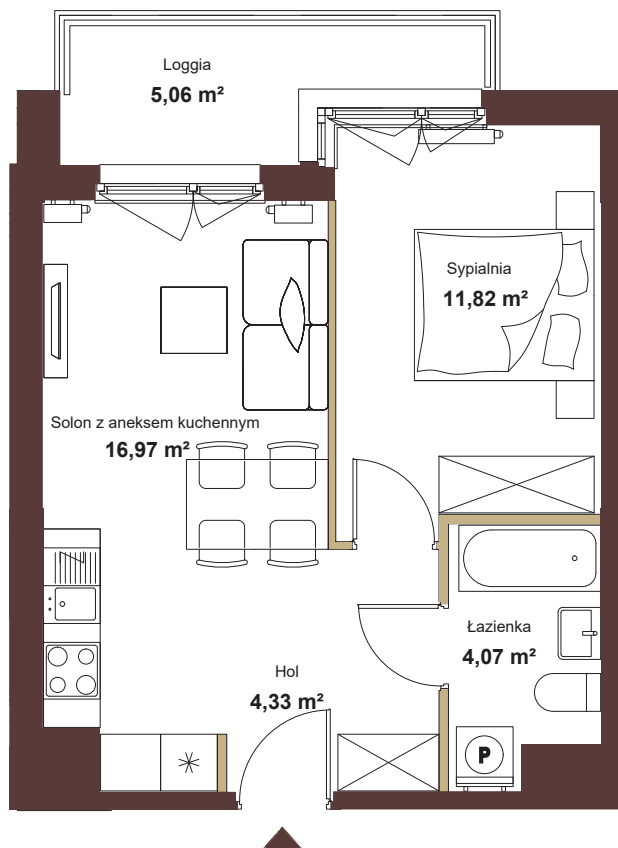 Loggia
5,06 m²
Sypialnia
11,82 m²
Solon z aneksem kuchennym
16,97 m²
Łazienka
4,07 m²
Hol
4,33 m²
P